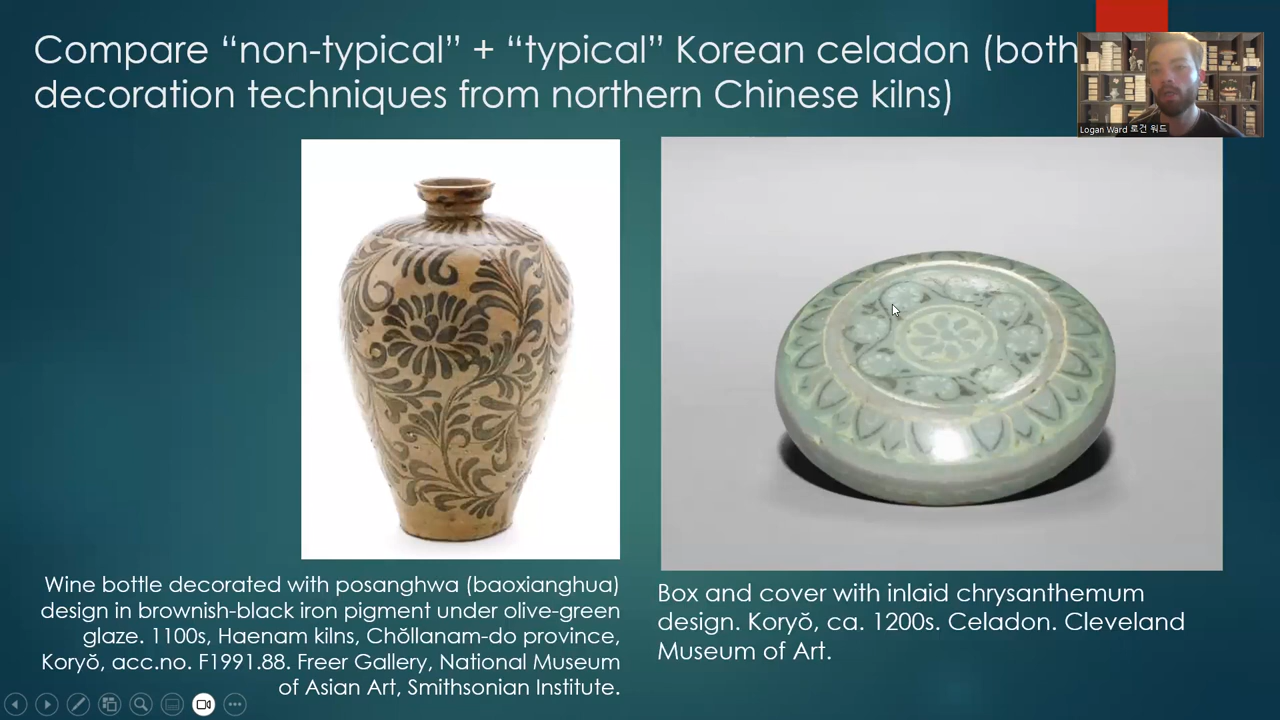 Compare “non-typical” + “typical” Korean celadon (both
decoration techniques from northern Chinese kilns)
Logan Ward 로건 워드
Wine bottle decorated with posanghwa (baoxianghua)
design in brownish-black iron pigment under olive-green
glaze. 1100s, Haenam kilns, Chŏllanam-do province,
Koryŏ, acc.no. F1991.88. Freer Gallery, National Museum
of Asian Art, Smithsonian Institute.
Box and cover with inlaid chrysanthemum
design. Koryŏ, ca. 1200s. Celadon. Cleveland
Museum of Art.